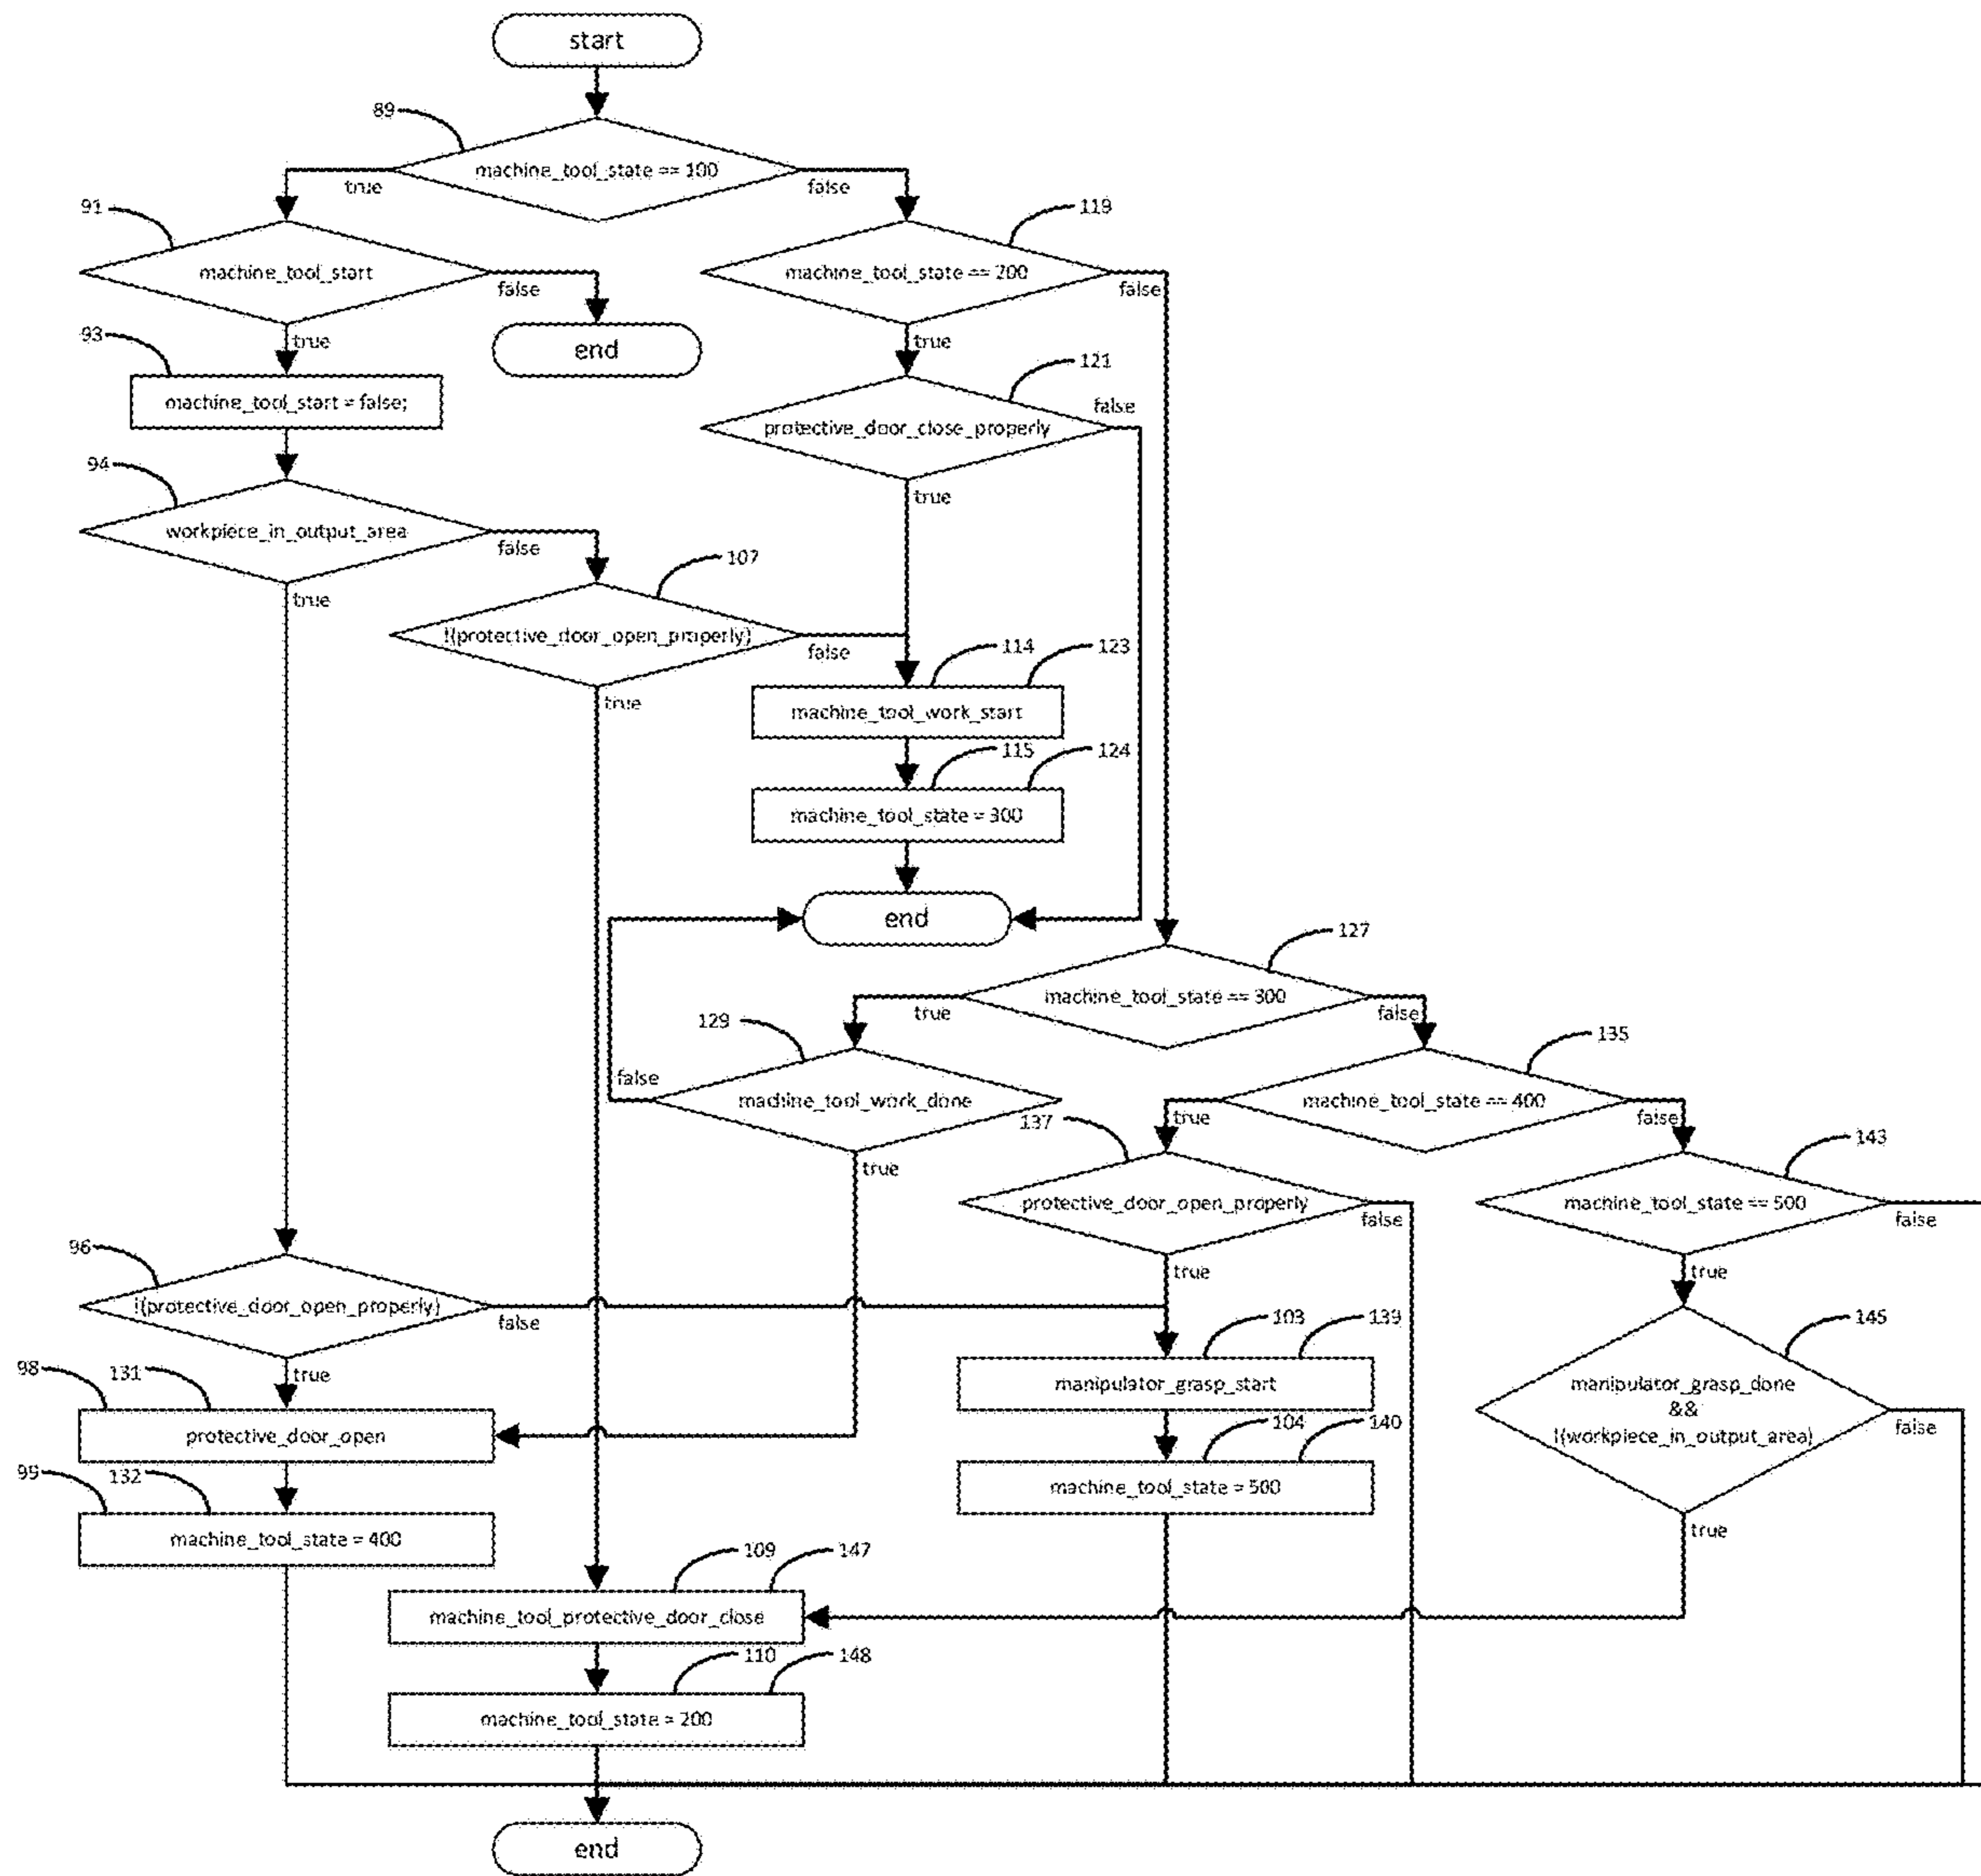 start
89
machine_tool_state == 100
true
false
91
119
machine_tool_start
machine_tool_state == 200
false
false
93
true
end
true
121
machine_tool_start = false;
false
protective_door_close_properly
94
true
workpiece_in_output_area
false
107
true
!(protective_door_open_properly)
false
114
123
true
machine_tool_work_start
115
124
machine_tool_state = 300
end
127
machine_tool_state == 300
true
false
129
135
false
machine_tool_work_done
machine_tool_state == 400
137
true
false
143
true
protective_door_open_properly
machine_tool_state == 500
false
false
96
true
true
!(protective_door_open_properly)
false
103
139
145
98
131
true
manipulator_grasp_start
manipulator_grasp_done
&&
!(workpiece_in_output_area)
false
protective_door_open
104
140
99
132
machine_tool_state = 500
machine_tool_state = 400
true
109
147
machine_tool_protective_door_close
110
148
machine_tool_state = 200
end